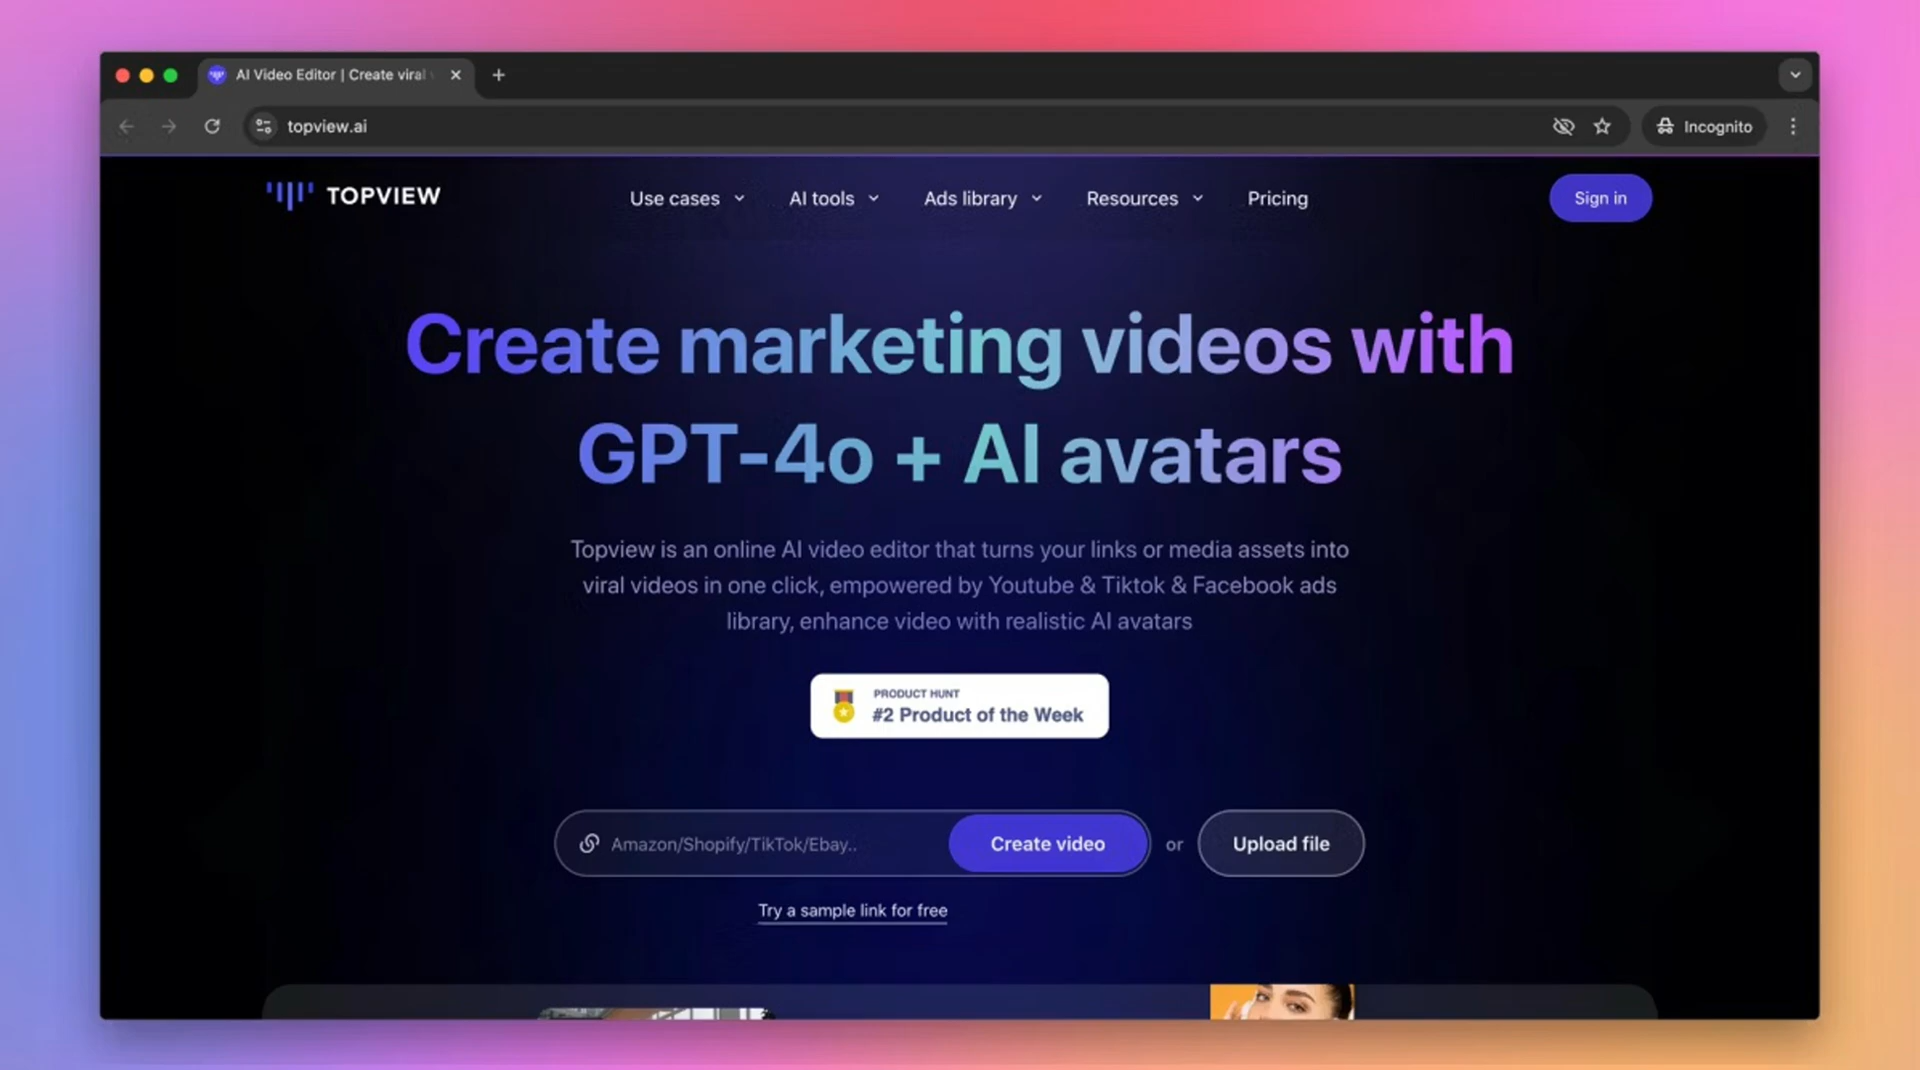 AI Video Editor | Create viral
topview.ai
Incognito
TOPVIEW
Use cases
AI tools
Ads library
Resources
Pricing
Sign in
Create marketing videos with
GPT-4o + AI avatars
Topview is an online AI video editor that turns your links or media assets into
viral videos in one click, empowered by Youtube & Tiktok & Facebook ads
library, enhance video with realistic AI avatars
PRODUCT HUNT
#2 Product of the Week
Amazon/Shopify/TikTok/Ebay..
Create video
or
Upload file
Try a sample link for free